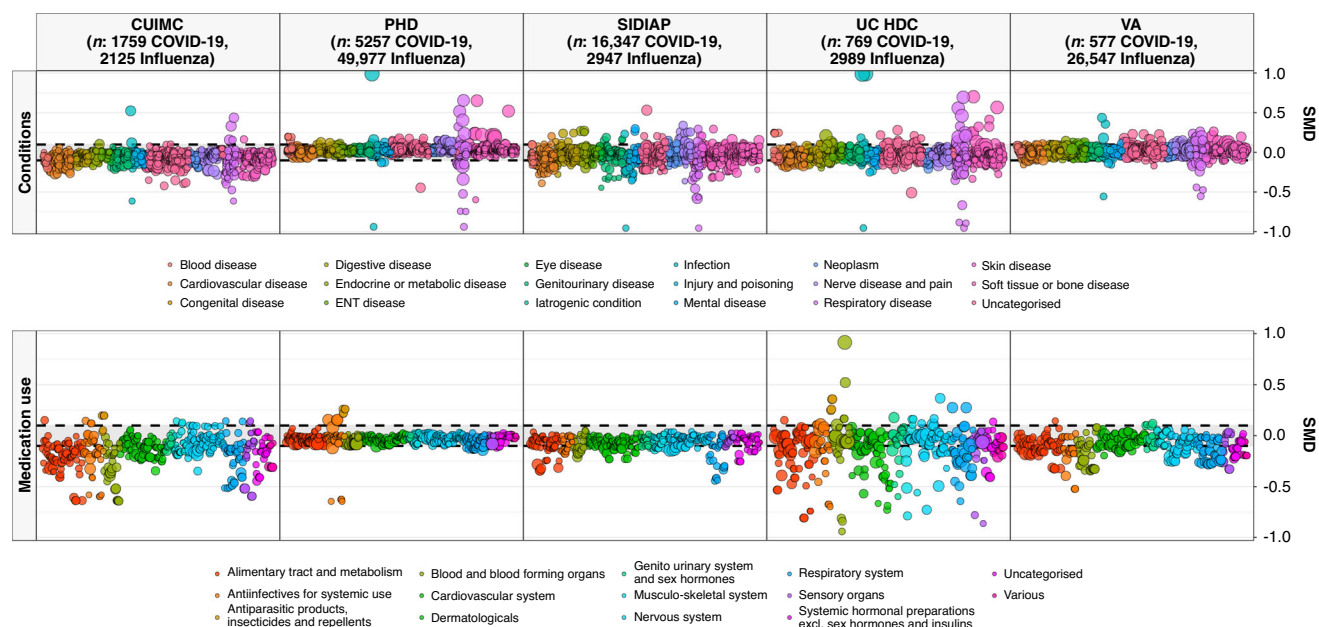 CUIMC
(n: 1759 COVID-19,
2125 Influenza)
PHD
(n: 5257 COVID-19,
49,977 Influenza)
SIDIAP
(n: 16,347 COVID-19,
2947 Influenza)
UC HDC
(n: 769 COVID-19,
2989 Influenza)
VA
(n: 577 COVID-19,
26,547 Influenza)
Conditions
1.0
0.5
0.0
-0.5
-1.0
SMD
Blood disease
Cardiovascular disease
Congenital disease
Digestive disease
Endocrine or metabolic disease
ENT disease
Eye disease
Genitourinary disease
Iatrogenic condition
Infection
Injury and poisoning
Mental disease
Neoplasm
Nerve disease and pain
Respiratory disease
Skin disease
Soft tissue or bone disease
Uncategorised
Medication use
1.0
0.5
0.0
-0.5
-1.0
SMD
Alimentary tract and metabolism
Antiinfectives for systemic use
Antiparasitic products,
insecticides and repellents
Blood and blood forming organs
Cardiovascular system
Dermatologicals
Genito urinary system
and sex hormones
Musculo-skeletal system
Nervous system
Respiratory system
Sensory organs
Systemic hormonal preparations
excl. sex hormones and insulins
Uncategorised
Various